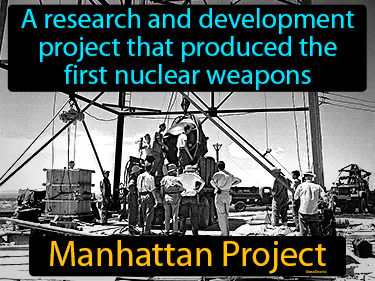 A research and development
project that produced the
first nuclear weapons
Manhattan Project